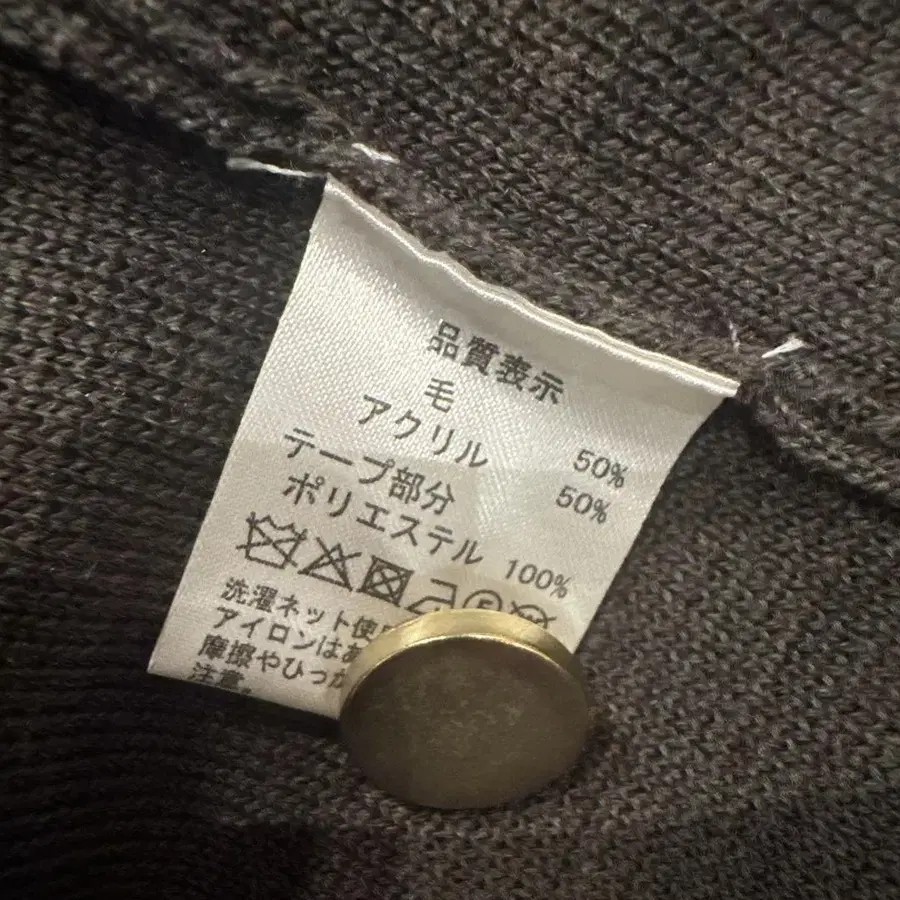 品質表示
毛 50%
アクリル 50%
テープ部分
ポリエステル 100%
洗濯ネット使
アイロンはあ
摩擦やひっか
注意。